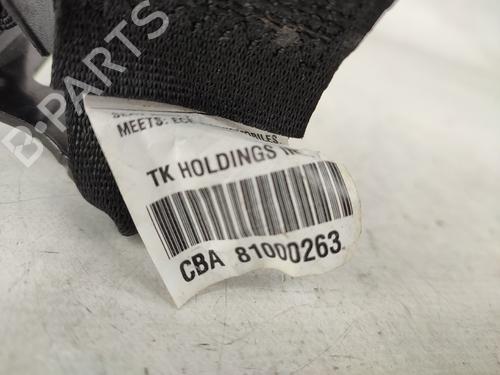 B-PARTS
MEETS:
TK HOLDINGS
CBA 81000263